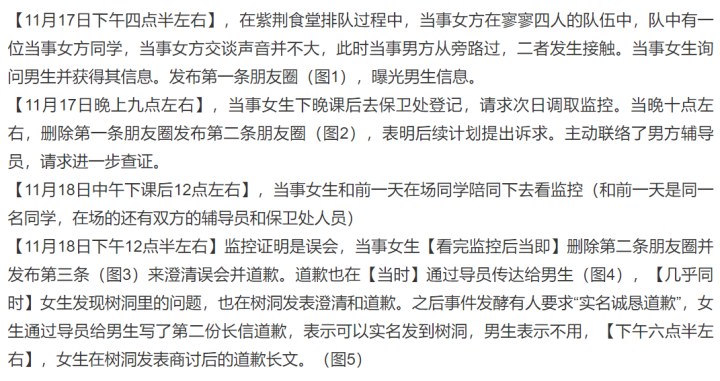 【11月17日下午四点半左右】，在紫荆食堂排队过程中，当事女方在寥寥四人的队伍中，队中有一
位当事女方同学，当事女方交谈声音并不大，此时当事男方从旁路过，二者发生接触。当事女生询
问男生并获得其信息。发布第一条朋友圈（图1），曝光男生信息。
【11月17日晚上九点左右】，当事女生下晚课后去保卫处登记，请求次日调取监控。当晚十点左
右，删除第一条朋友圈发布第二条朋友圈（图2），表明后续计划提出诉求。主动联络了男方辅导
员，请求进一步查证。
【11月18日中午下课后12点左右】，当事女生和前一天在场同学陪同下去看监控（和前一天是同一
名同学，在场的还有双方的辅导员和保卫处人员）
【11月18日下午12点半左右】监控证明是误会，当事女生【看完监控后当即】删除第二条朋友圈并
发布第三条（图3）来澄清误会并道歉。道歉也在【当时】通过导员传达给男生（图4），【几乎同
时】女生发现树洞里的问题，也在树洞发表澄清和道歉。之后事件发酵有人要求“实名诚恳道歉”，女
生通过导员给男生写了第二份长信道歉，表示可以实名发到树洞，男生表示不用，【下午六点半左
右】，女生在树洞发表商讨后的道歉长文。（图5）